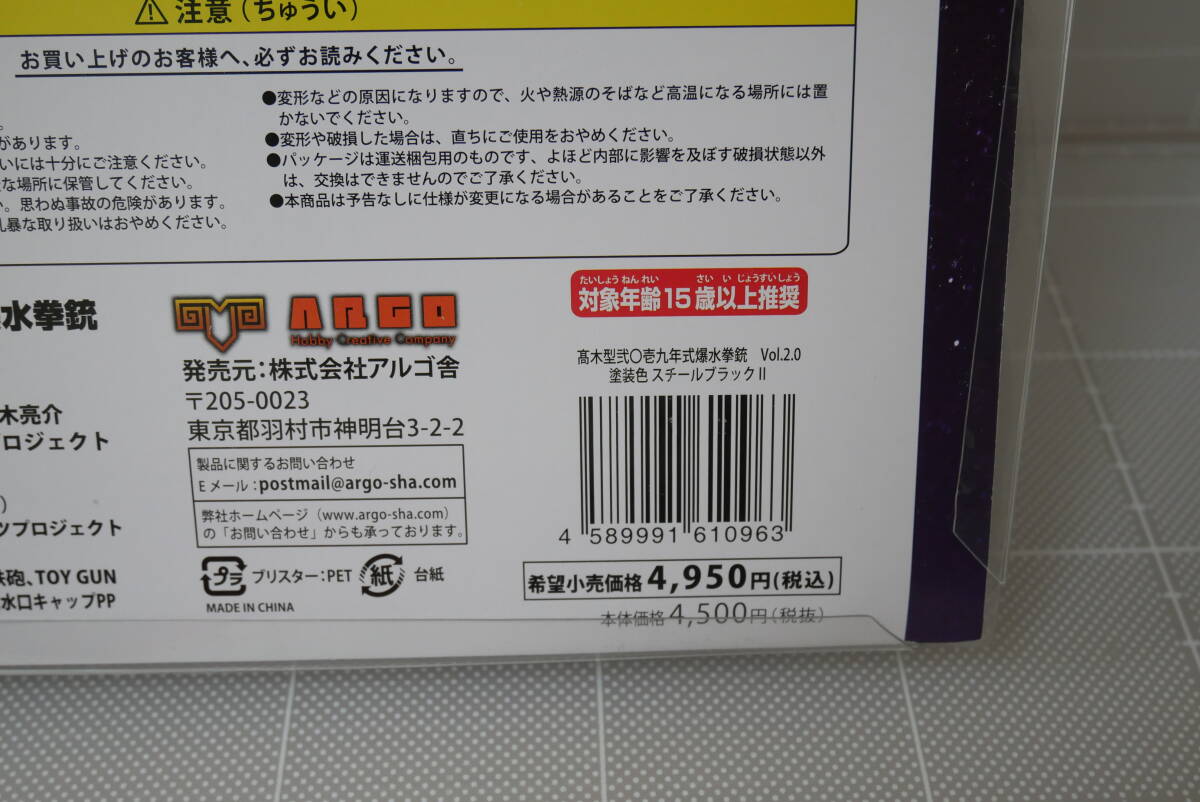 ⚠ 注意（ちゅうい）
お買い上げのお客様へ、必ずお読みください。
。
があります。
いには十分にご注意ください。
な場所に保管してください。
い。思わぬ事故の危険があります。
乱暴な取り扱いはおやめください。
●変形などの原因になりますので、火や熱源のそばなど高温になる場所には置
かないでください。
●変形や破損した場合は、直ちにご使用をおやめください。
●パッケージは運送梱包用のものです、よほど内部に影響を及ぼす破損状態以外
は、交換はできませんのでご了承ください。
●本商品は予告なしに仕様が変更になる場合があることをご了承ください。
水拳銃
木亮介
プロジェクト
）
ツプロジェクト
鉄砲、TOY GUN
水口キャップPP
ARGO
Hobby Creative Company
発売元：株式会社アルゴ舎
〒205-0023
東京都羽村市神明台3-2-2
製品に関するお問い合わせ
Eメール：postmail@argo-sha.com
弊社ホームページ（www.argo-sha.com）
の「お問い合わせ」からも承っております。
プラ ブリスター：PET 紙 台紙
MADE IN CHINA
たいしょうねんれい さい い じょうすいしょう
対象年齢15歳以上推奨
髙木型弐〇壱九年式爆水拳銃 Vol.2.0
塗装色 スチールブラックⅡ
4 589991 610963
希望小売価格 4,950円（税込）
本体価格 4,500円（税抜）